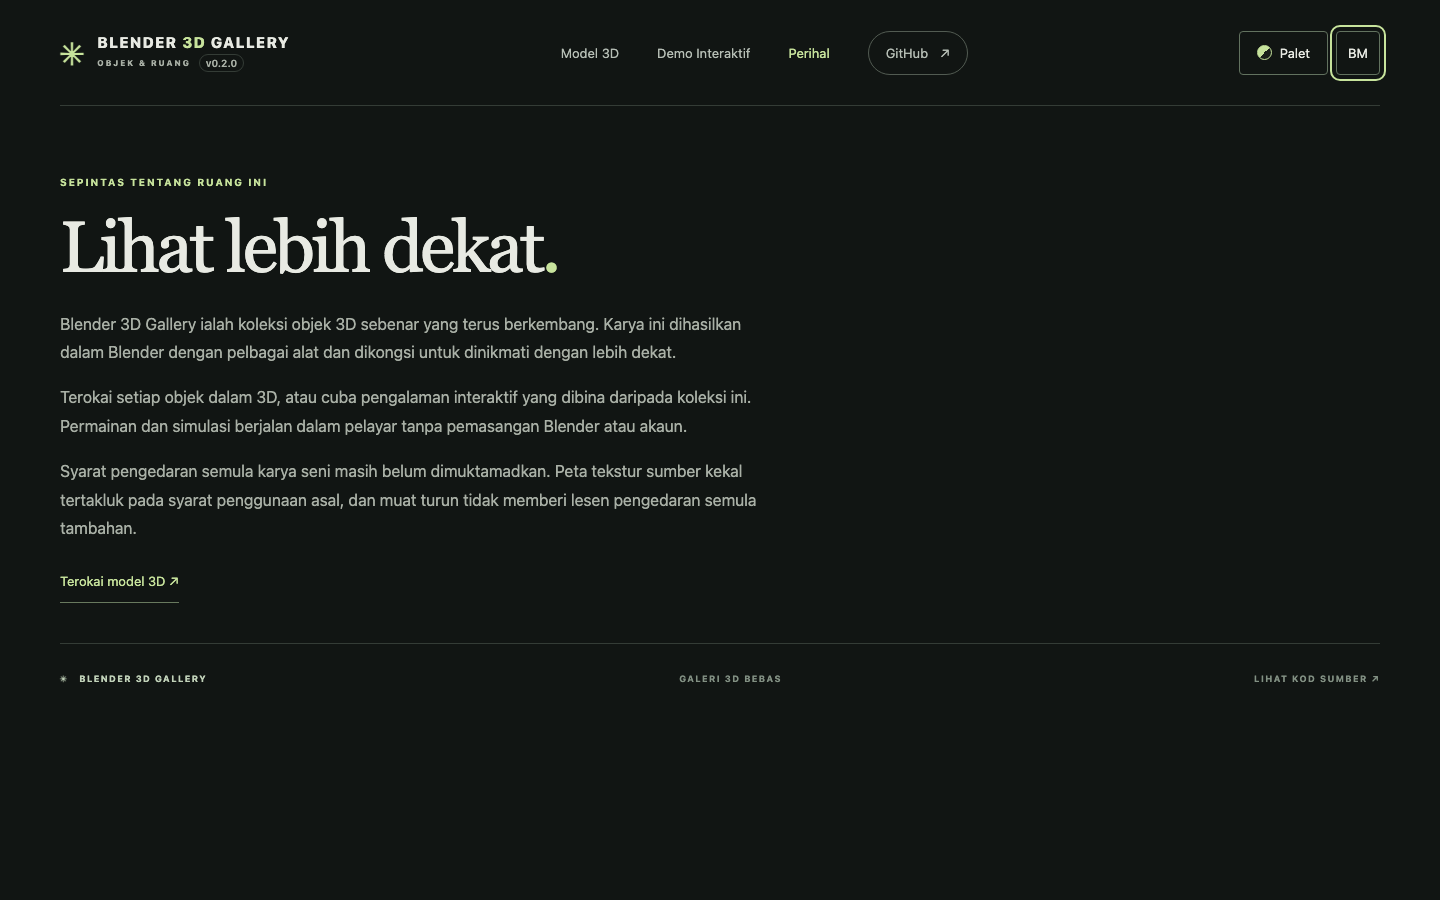 BLENDER 3D GALLERY
OBJEK & RUANG v0.2.0
Model 3D
Demo Interaktif
Perihal
GitHub ↗
Palet
BM
SEPINTAS TENTANG RUANG INI
Lihat lebih dekat.
Blender 3D Gallery ialah koleksi objek 3D sebenar yang terus berkembang. Karya ini dihasilkan
dalam Blender dengan pelbagai alat dan dikongsi untuk dinikmati dengan lebih dekat.
Terokai setiap objek dalam 3D, atau cuba pengalaman interaktif yang dibina daripada koleksi ini.
Permainan dan simulasi berjalan dalam pelayar tanpa pemasangan Blender atau akaun.
Syarat pengedaran semula karya seni masih belum dimuktamadkan. Peta tekstur sumber kekal
tertakluk pada syarat penggunaan asal, dan muat turun tidak memberi lesen pengedaran semula
tambahan.
Terokai model 3D ↗
BLENDER 3D GALLERY
GALERI 3D BEBAS
LIHAT KOD SUMBER ↗